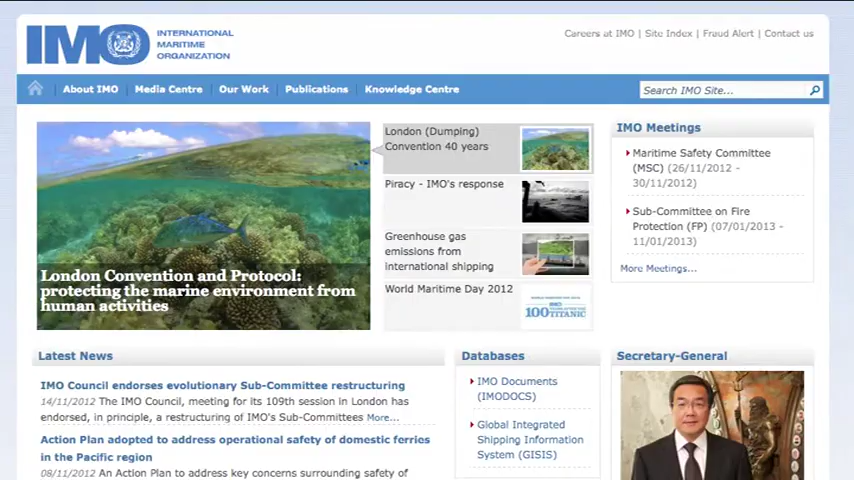 IMO
INTERNATIONAL
MARITIME
ORGANIZATION
Careers at IMO | Site Index | Fraud Alert | Contact us
About IMO | Media Centre | Our Work | Publications | Knowledge Centre
Search IMO Site...
London Convention and Protocol:
protecting the marine environment from
human activities
London (Dumping)
Convention 40 years
Piracy - IMO's response
Greenhouse gas
emissions from
international shipping
World Maritime Day 2012
IMO
100 TITANIC
IMO Meetings
Maritime Safety Committee
(MSC) (26/11/2012 -
30/11/2012)
Sub-Committee on Fire
Protection (FP) (07/01/2013 -
11/01/2013)
More Meetings...
Latest News
IMO Council endorses evolutionary Sub-Committee restructuring
14/11/2012 The IMO Council, meeting for its 109th session in London has
endorsed, in principle, a restructuring of IMO's Sub-Committees More...
Action Plan adopted to address operational safety of domestic ferries
in the Pacific region
08/11/2012 An Action Plan to address key concerns surrounding safety of
Databases
IMO Documents
(IMODOCS)
Global Integrated
Shipping Information
System (GISIS)
Secretary-General